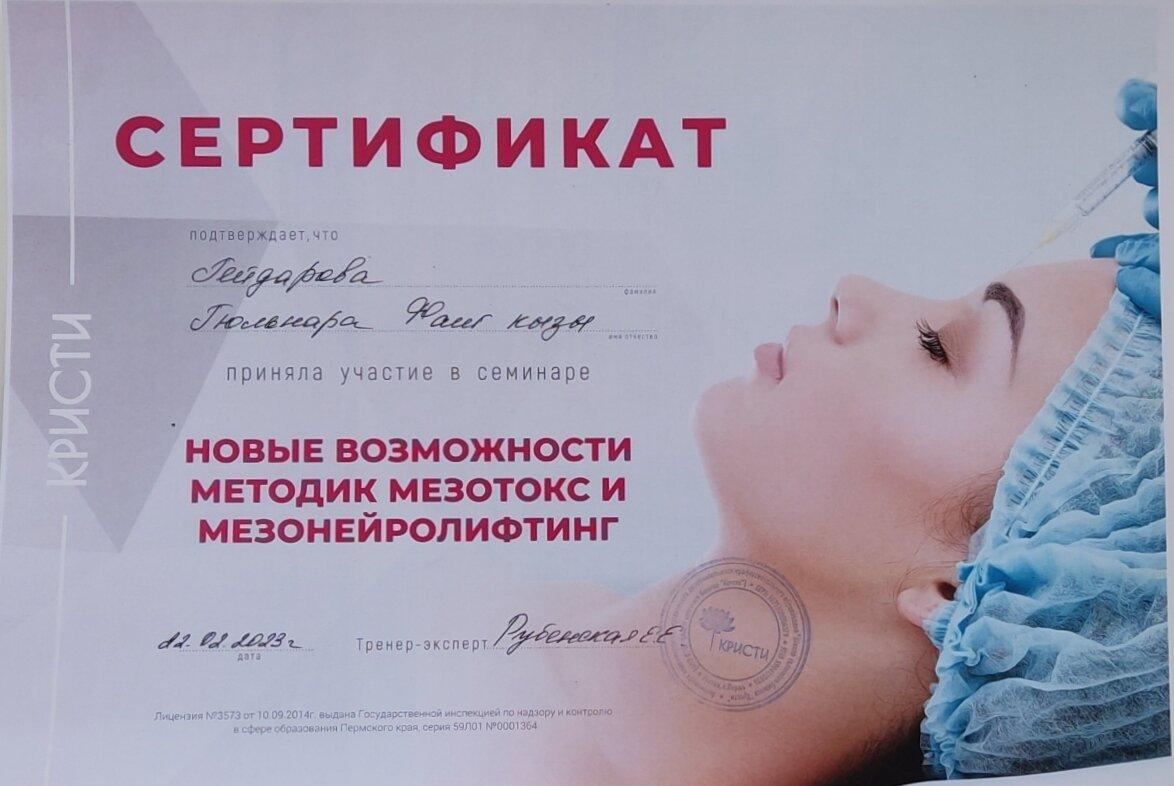 КРИСТИ
СЕРТИФИКАТ
подтверждает, что
Гейдарова
фамилия
Гюльнара Фаиг кызы
имя отчество
приняла участие в семинаре
НОВЫЕ ВОЗМОЖНОСТИ
МЕТОДИК МЕЗОТОКС И
МЕЗОНЕЙРОЛИФТИНГ
12.02.2023г
дата
Тренер-эксперт Рубенская Е.Е
КРИСТИ
Лицензия №3573 от 10.09.2014г. выдана Государственной инспекцией по надзору и контролю
в сфере образования Пермского края, серия 59Л01 №0001364